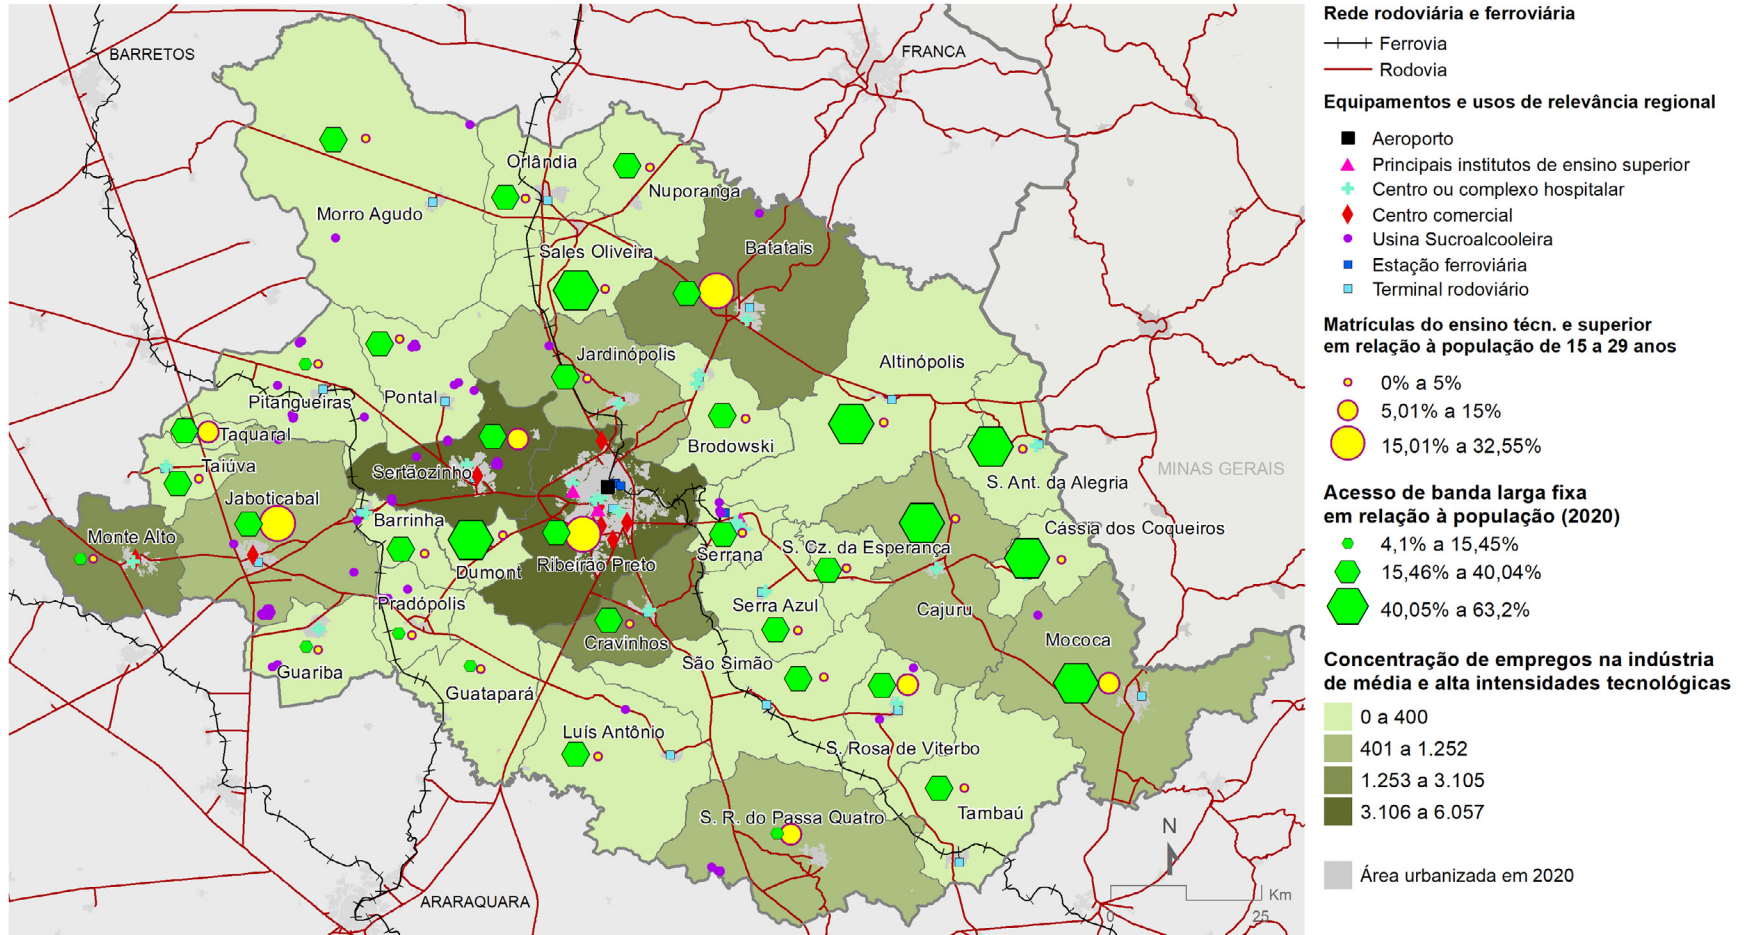 BARRETOS
FRANCA
Orlândia
Nuporanga
Morro Agudo
Sales Oliveira
Batatais
Jardinópolis
Altinópolis
Pitangueiras
Pontal
Taquaral
Brodowski
Taiúva
Sertãozinho
MINAS GERAIS
S. Ant. da Alegria
Jaboticabal
Monte Alto
Barrinha
Cássia dos Coqueiros
Serrana
S. Cz. da Esperança
Dumont
Ribeirão Preto
Pradópolis
Serra Azul
Cajuru
Cravinhos
Mococa
São Simão
Guariba
Guatapará
Luís Antônio
S. Rosa de Viterbo
S. R. do Passa Quatro
Tambaú
ARARAQUARA
N
Km
0
25
Rede rodoviária e ferroviária
Ferrovia
Rodovia
Equipamentos e usos de relevância regional
Aeroporto
Principais institutos de ensino superior
Centro ou complexo hospitalar
Centro comercial
Usina Sucroalcooleira
Estação ferroviária
Terminal rodoviário
Matrículas do ensino técn. e superior
em relação à população de 15 a 29 anos
0% a 5%
5,01% a 15%
15,01% a 32,55%
Acesso de banda larga fixa
em relação à população (2020)
4,1% a 15,45%
15,46% a 40,04%
40,05% a 63,2%
Concentração de empregos na indústria
de média e alta intensidades tecnológicas
0 a 400
401 a 1.252
1.253 a 3.105
3.106 a 6.057
Área urbanizada em 2020